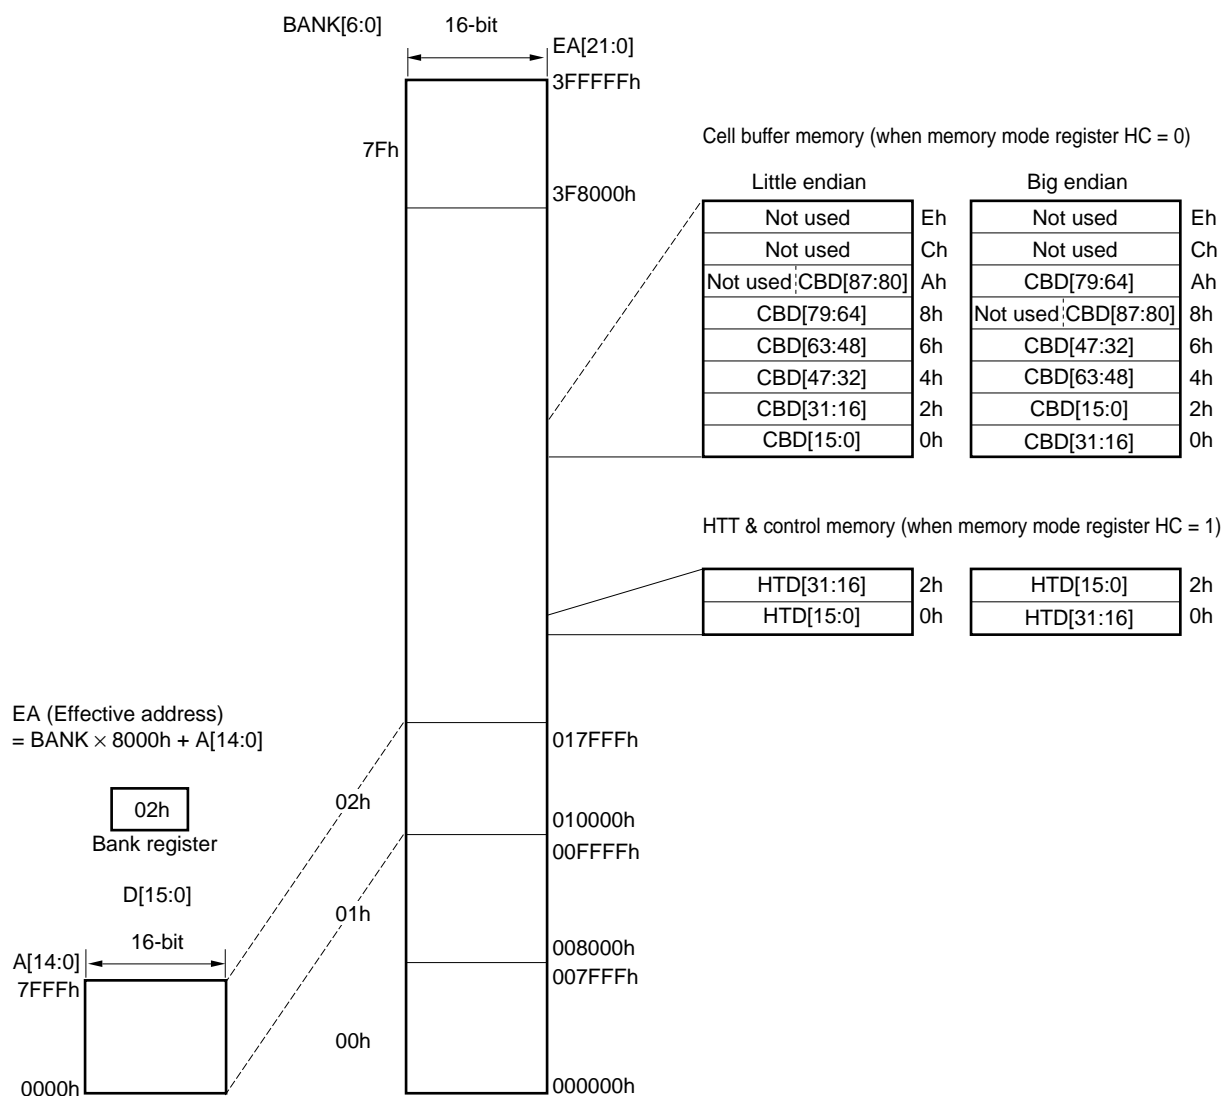 BANK[6:0]
16-bit
EA[21:0]
3FFFFFh
7Fh
3F8000h
Cell buffer memory (when memory mode register HC = 0)
Little endian
Big endian
Not used Eh Not used Eh
Not used Ch Not used Ch
Not used CBD[87:80] Ah CBD[79:64] Ah
CBD[79:64] 8h Not used CBD[87:80] 8h
CBD[63:48] 6h CBD[47:32] 6h
CBD[47:32] 4h CBD[63:48] 4h
CBD[31:16] 2h CBD[15:0] 2h
CBD[15:0] 0h CBD[31:16] 0h
HTT & control memory (when memory mode register HC = 1)
HTD[31:16] 2h HTD[15:0] 2h
HTD[15:0] 0h HTD[31:16] 0h
EA (Effective address)
= BANK × 8000h + A[14:0]
02h
Bank register
D[15:0]
16-bit
A[14:0]
7FFFh
0000h
017FFFh
02h
010000h
00FFFFh
01h
008000h
007FFFh
00h
000000h